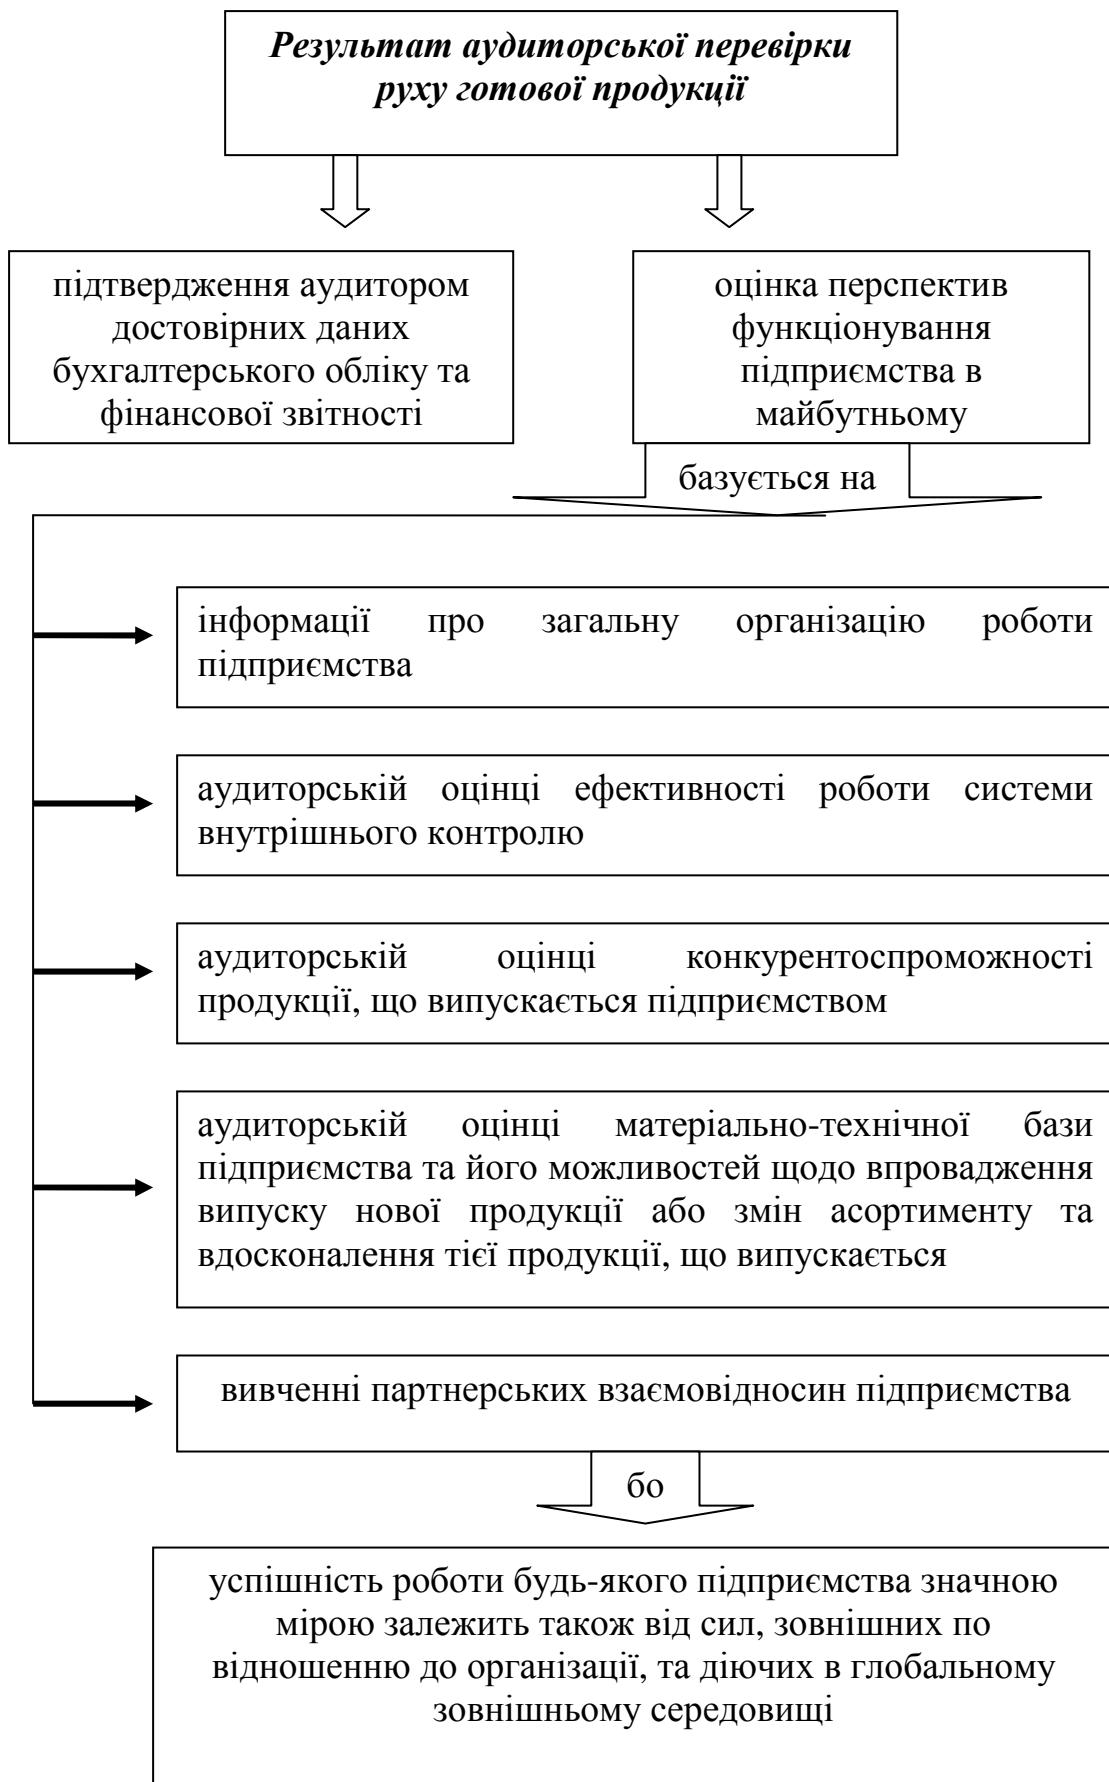 Результат аудиторської перевірки
руху готової продукції
підтвердження аудитором
достовірних даних
бухгалтерського обліку та
фінансової звітності
оцінка перспектив
функціонування
підприємства в
майбутньому
базується на
інформації про загальну організацію роботи
підприємства
аудиторській оцінці ефективності роботи системи
внутрішнього контролю
аудиторській оцінці конкурентоспроможності
продукції, що випускається підприємством
аудиторській оцінці матеріально-технічної бази
підприємства та його можливостей щодо впровадження
випуску нової продукції або змін асортименту та
вдосконалення тієї продукції, що випускається
вивченні партнерських взаємовідносин підприємства
бо
успішність роботи будь-якого підприємства значною
мірою залежить також від сил, зовнішних по
відношенню до організації, та діючих в глобальному
зовнішньому середовищі